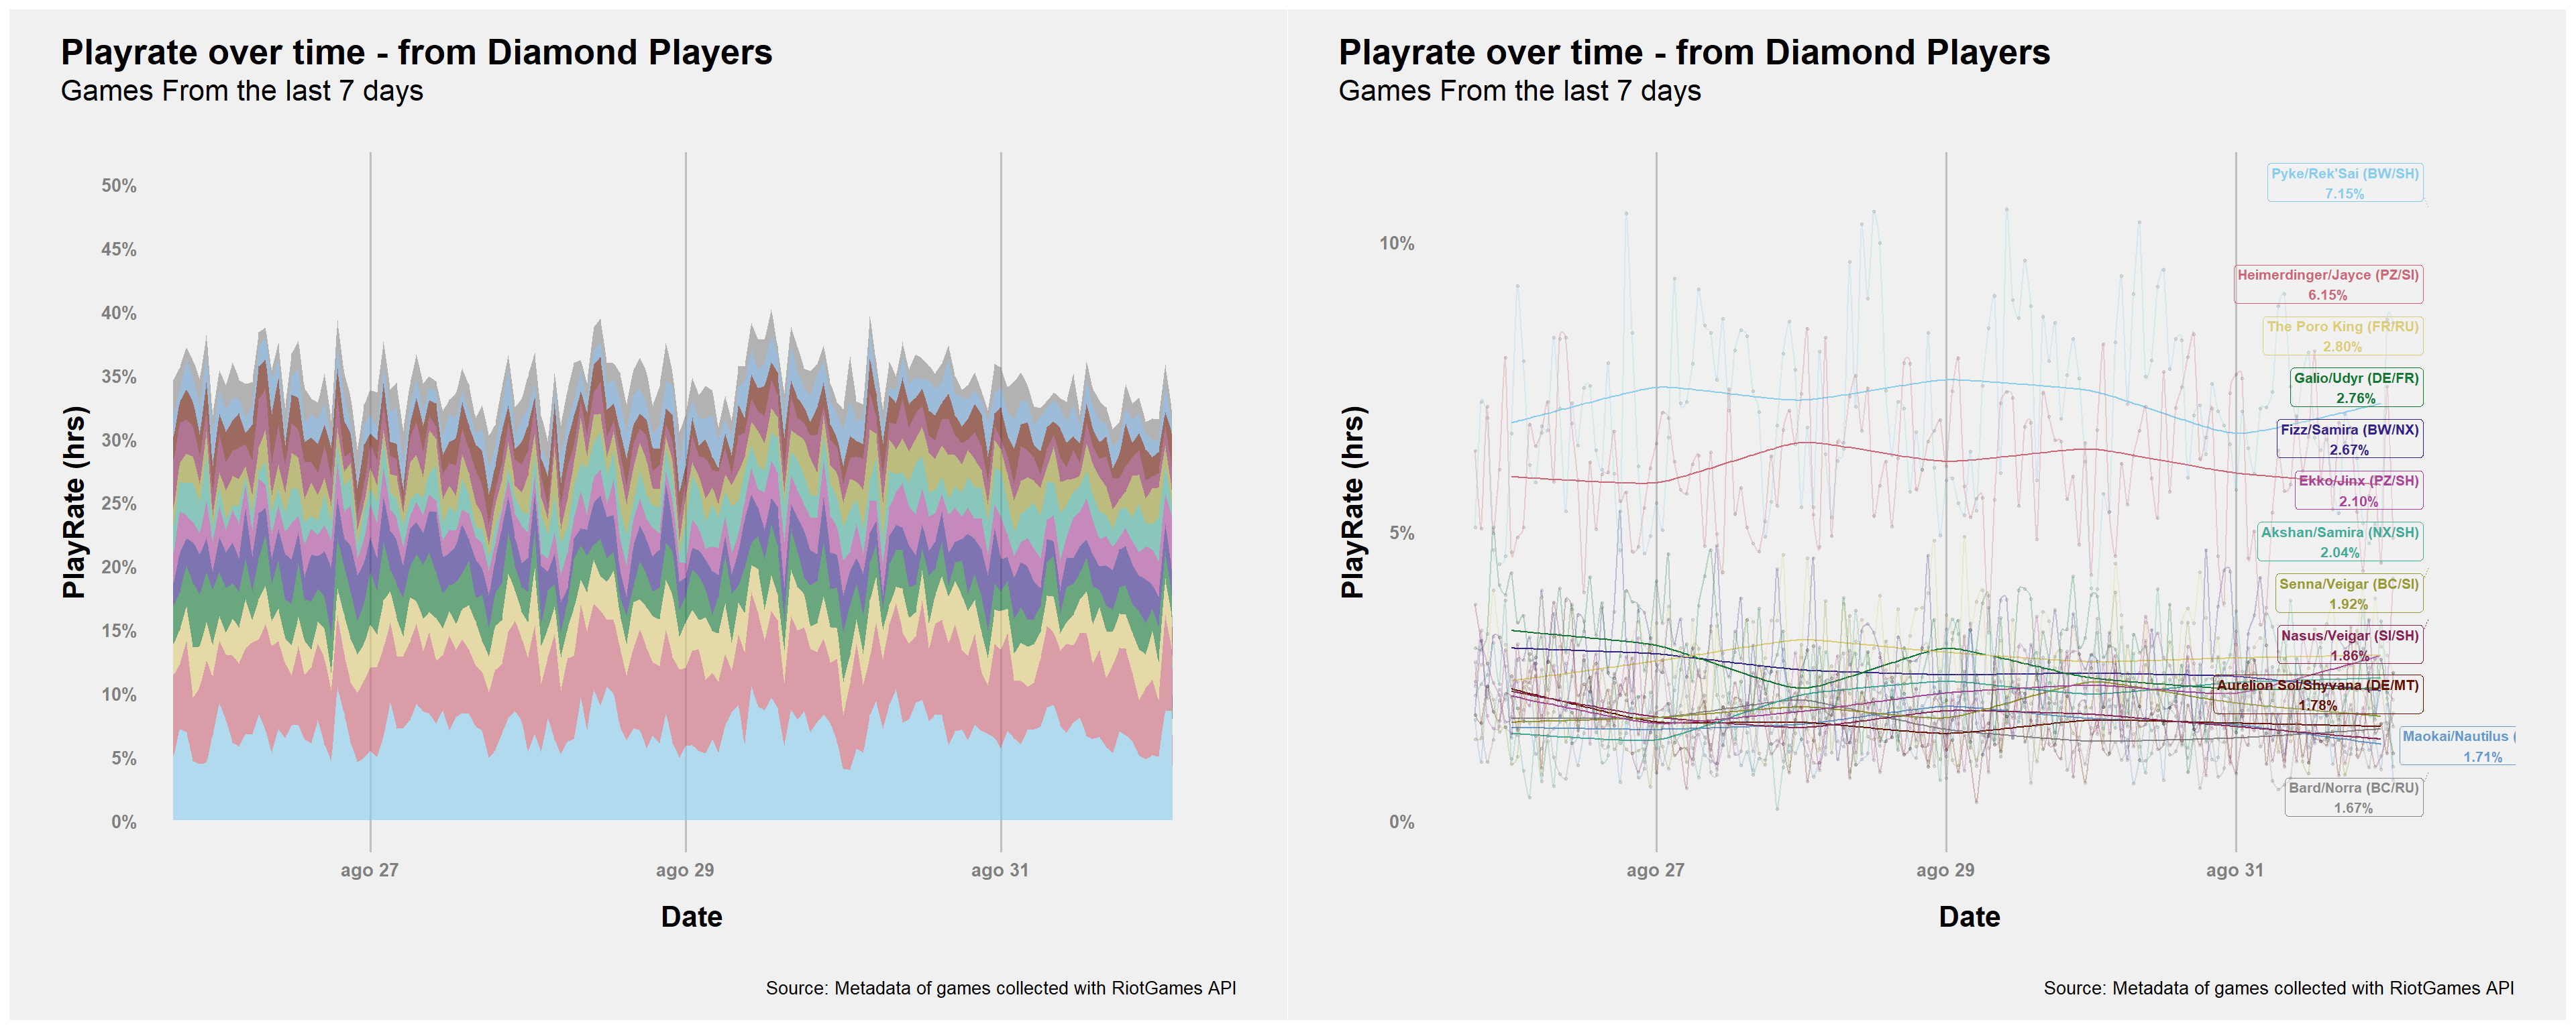 Playrate over time - from Diamond Players
Games From the last 7 days
PlayRate (hrs)
50%
45%
40%
35%
30%
25%
20%
15%
10%
5%
0%
ago 27
ago 29
ago 31
Date
Source: Metadata of games collected with RiotGames API
Playrate over time - from Diamond Players
Games From the last 7 days
PlayRate (hrs)
10%
5%
0%
Pyke/Rek'Sai (BW/SH)
7.15%
Heimerdinger/Jayce (PZ/SI)
6.15%
The Poro King (FR/RU)
2.80%
Galio/Udyr (DE/FR)
2.76%
Fizz/Samira (BW/NX)
2.67%
Ekko/Jinx (PZ/SH)
2.10%
Akshan/Samira (NX/SH)
2.04%
Senna/Veigar (BC/SI)
1.92%
Nasus/Veigar (SI/SH)
1.86%
Aurelion Sol/Shyvana (DE/MT)
1.78%
Maokai/Nautilus (
1.71%
Bard/Norra (BC/RU)
1.67%
ago 27
ago 29
ago 31
Date
Source: Metadata of games collected with RiotGames API